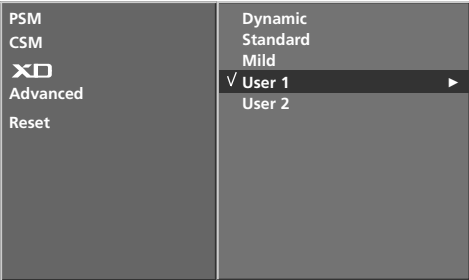 PSM
CSM
XD
Advanced
Reset
Dynamic
Standard
Mild
√ User 1 ►
User 2